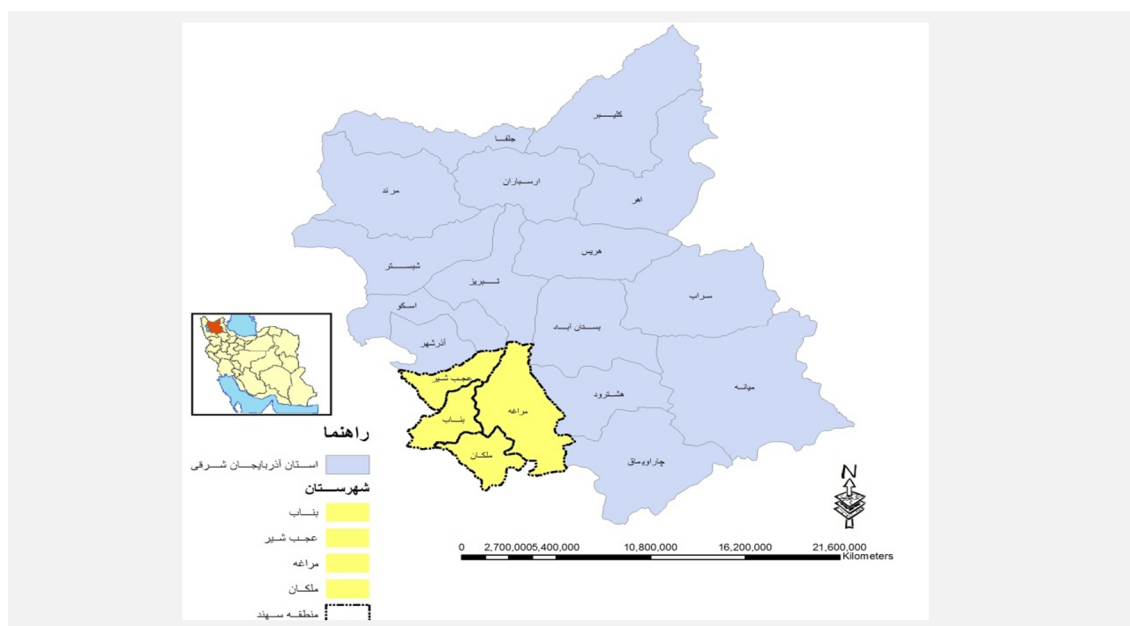 کلیبر
جلفا
ارسباران
مرند
اهر
هریس
شبستر
تبریز
سراب
اسکو
بستان آباد
آذرشهر
عجب شیر
میانه
هشترود
مراغه
بناب
ملکان
چاراویماق
راهنما
استان آذربایجان شرقی
شهرستان
بناب
عجب شیر
مراغه
ملکان
منطقه سهند
N
0 2,700,0005,400,000 10,800,000 16,200,000 21,600,000
Kilometers